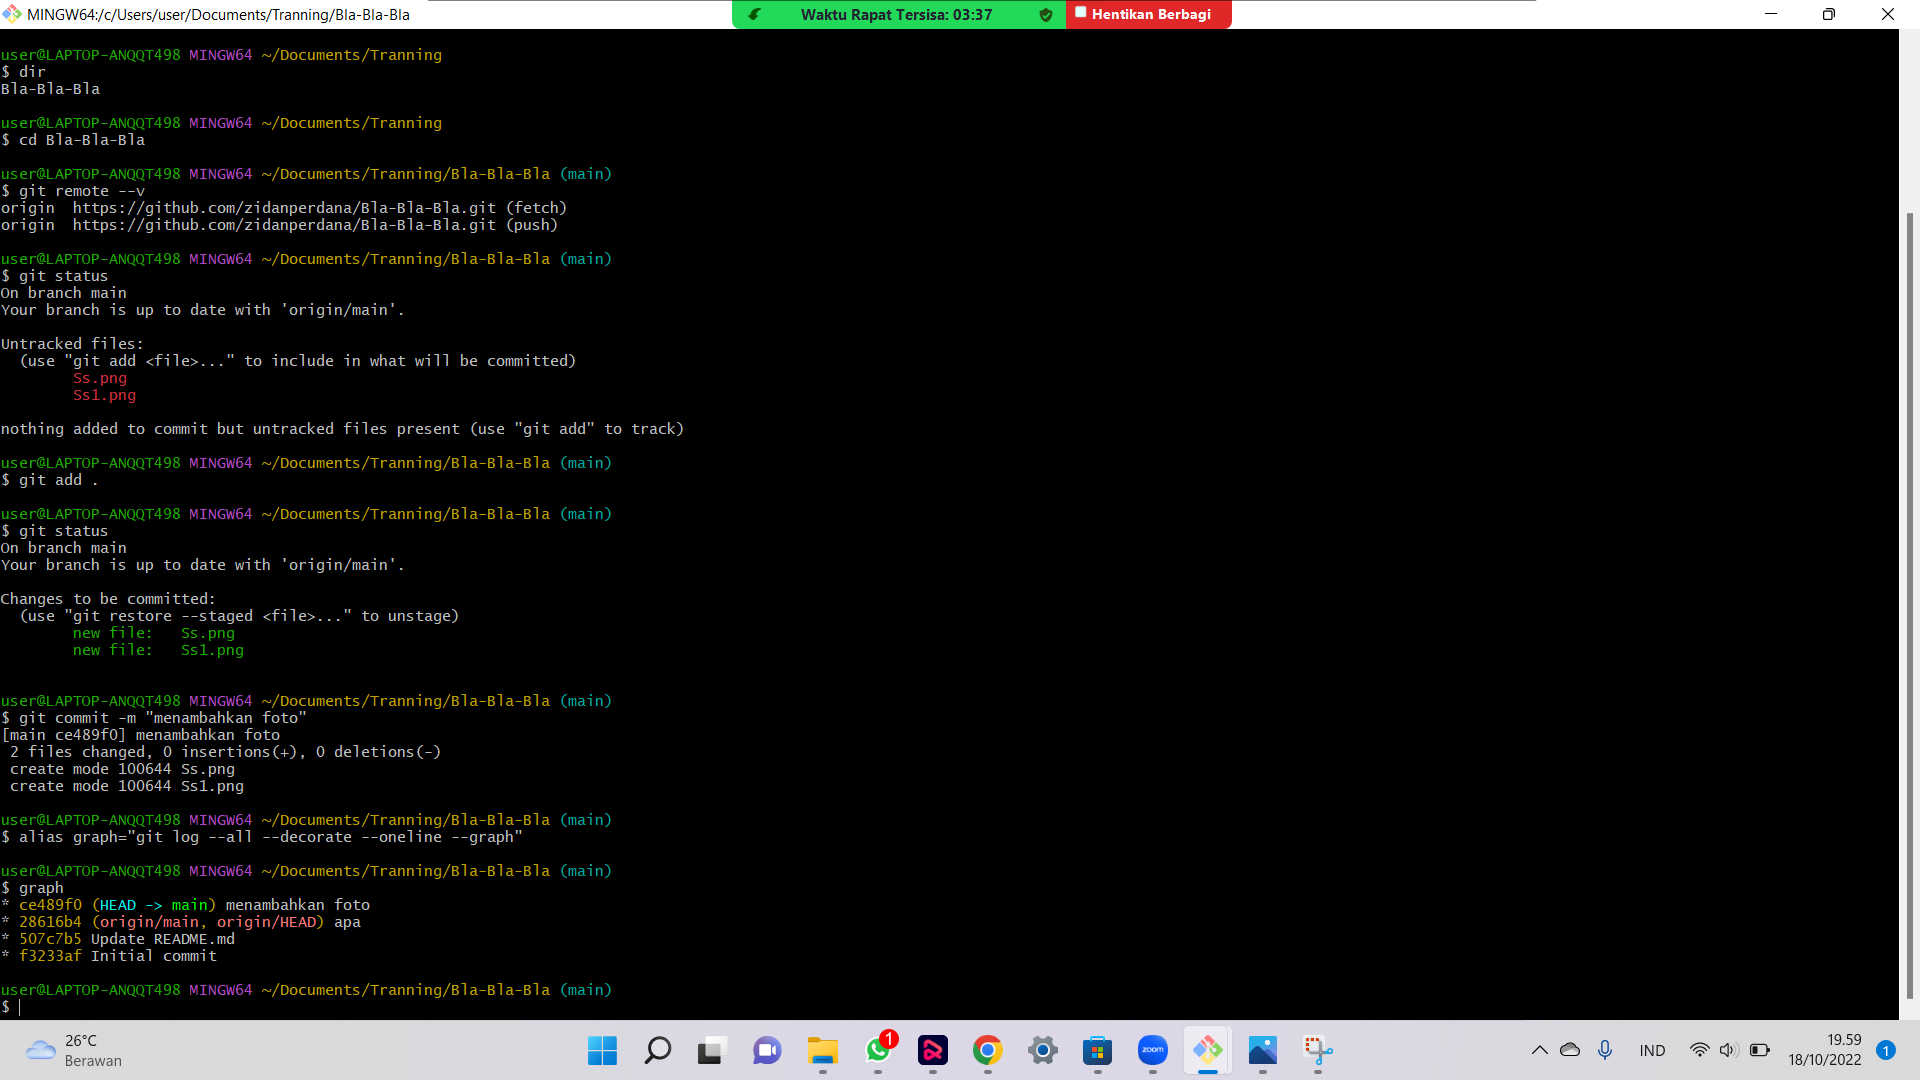 MINGW64:/c/Users/user/Documents/Tranning/Bla-Bla-Bla
Waktu Rapat Tersisa: 03:37
Hentikan Berbagi
user@LAPTOP-ANQQT498 MINGW64 ~/Documents/Tranning
$ dir
Bla-Bla-Bla
user@LAPTOP-ANQQT498 MINGW64 ~/Documents/Tranning
$ cd Bla-Bla-Bla
user@LAPTOP-ANQQT498 MINGW64 ~/Documents/Tranning/Bla-Bla-Bla (main)
$ git remote --v
origin  https://github.com/zidanperdana/Bla-Bla-Bla.git (fetch)
origin  https://github.com/zidanperdana/Bla-Bla-Bla.git (push)
user@LAPTOP-ANQQT498 MINGW64 ~/Documents/Tranning/Bla-Bla-Bla (main)
$ git status
On branch main
Your branch is up to date with 'origin/main'.
Untracked files:
  (use "git add <file>..." to include in what will be committed)
        Ss.png
        Ss1.png
nothing added to commit but untracked files present (use "git add" to track)
user@LAPTOP-ANQQT498 MINGW64 ~/Documents/Tranning/Bla-Bla-Bla (main)
$ git add .
user@LAPTOP-ANQQT498 MINGW64 ~/Documents/Tranning/Bla-Bla-Bla (main)
$ git status
On branch main
Your branch is up to date with 'origin/main'.
Changes to be committed:
  (use "git restore --staged <file>..." to unstage)
        new file:   Ss.png
        new file:   Ss1.png
user@LAPTOP-ANQQT498 MINGW64 ~/Documents/Tranning/Bla-Bla-Bla (main)
$ git commit -m "menambahkan foto"
[main ce489f0] menambahkan foto
 2 files changed, 0 insertions(+), 0 deletions(-)
 create mode 100644 Ss.png
 create mode 100644 Ss1.png
user@LAPTOP-ANQQT498 MINGW64 ~/Documents/Tranning/Bla-Bla-Bla (main)
$ alias graph="git log --all --decorate --oneline --graph"
user@LAPTOP-ANQQT498 MINGW64 ~/Documents/Tranning/Bla-Bla-Bla (main)
$ graph
* ce489f0 (HEAD -> main) menambahkan foto
* 28616b4 (origin/main, origin/HEAD) apa
* 507c7b5 Update README.md
* f3233af Initial commit
user@LAPTOP-ANQQT498 MINGW64 ~/Documents/Tranning/Bla-Bla-Bla (main)
$
26°C
Berawan
1
zoom
IND
19.59
18/10/2022
1